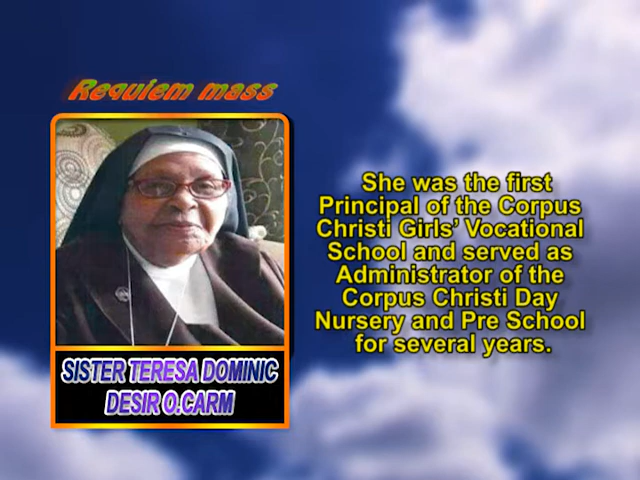 Requiem mass
SISTER TERESA DOMINIC
DESIR O.CARM
She was the first
Principal of the Corpus
Christi Girls' Vocational
School and served as
Administrator of the
Corpus Christi Day
Nursery and Pre School
for several years.